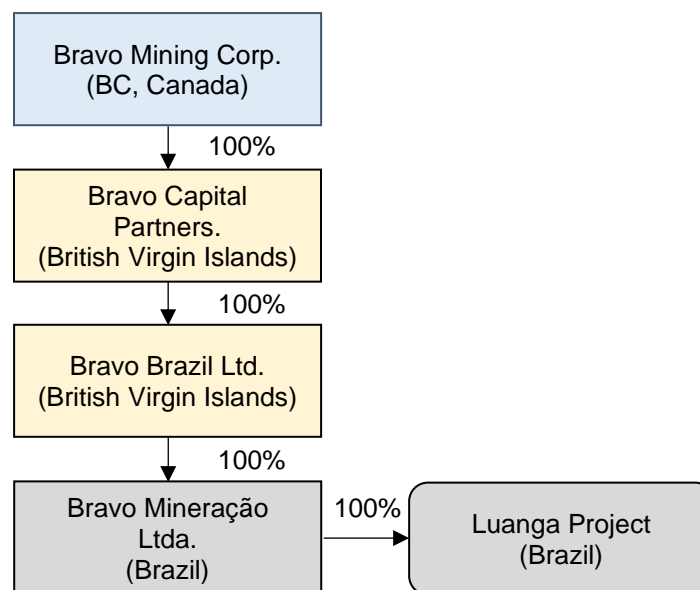 Bravo Mining Corp.
(BC, Canada)
100%
Bravo Capital
Partners.
(British Virgin Islands)
100%
Bravo Brazil Ltd.
(British Virgin Islands)
100%
Bravo Mineração
Ltda.
(Brazil)
100%
Luanga Project
(Brazil)